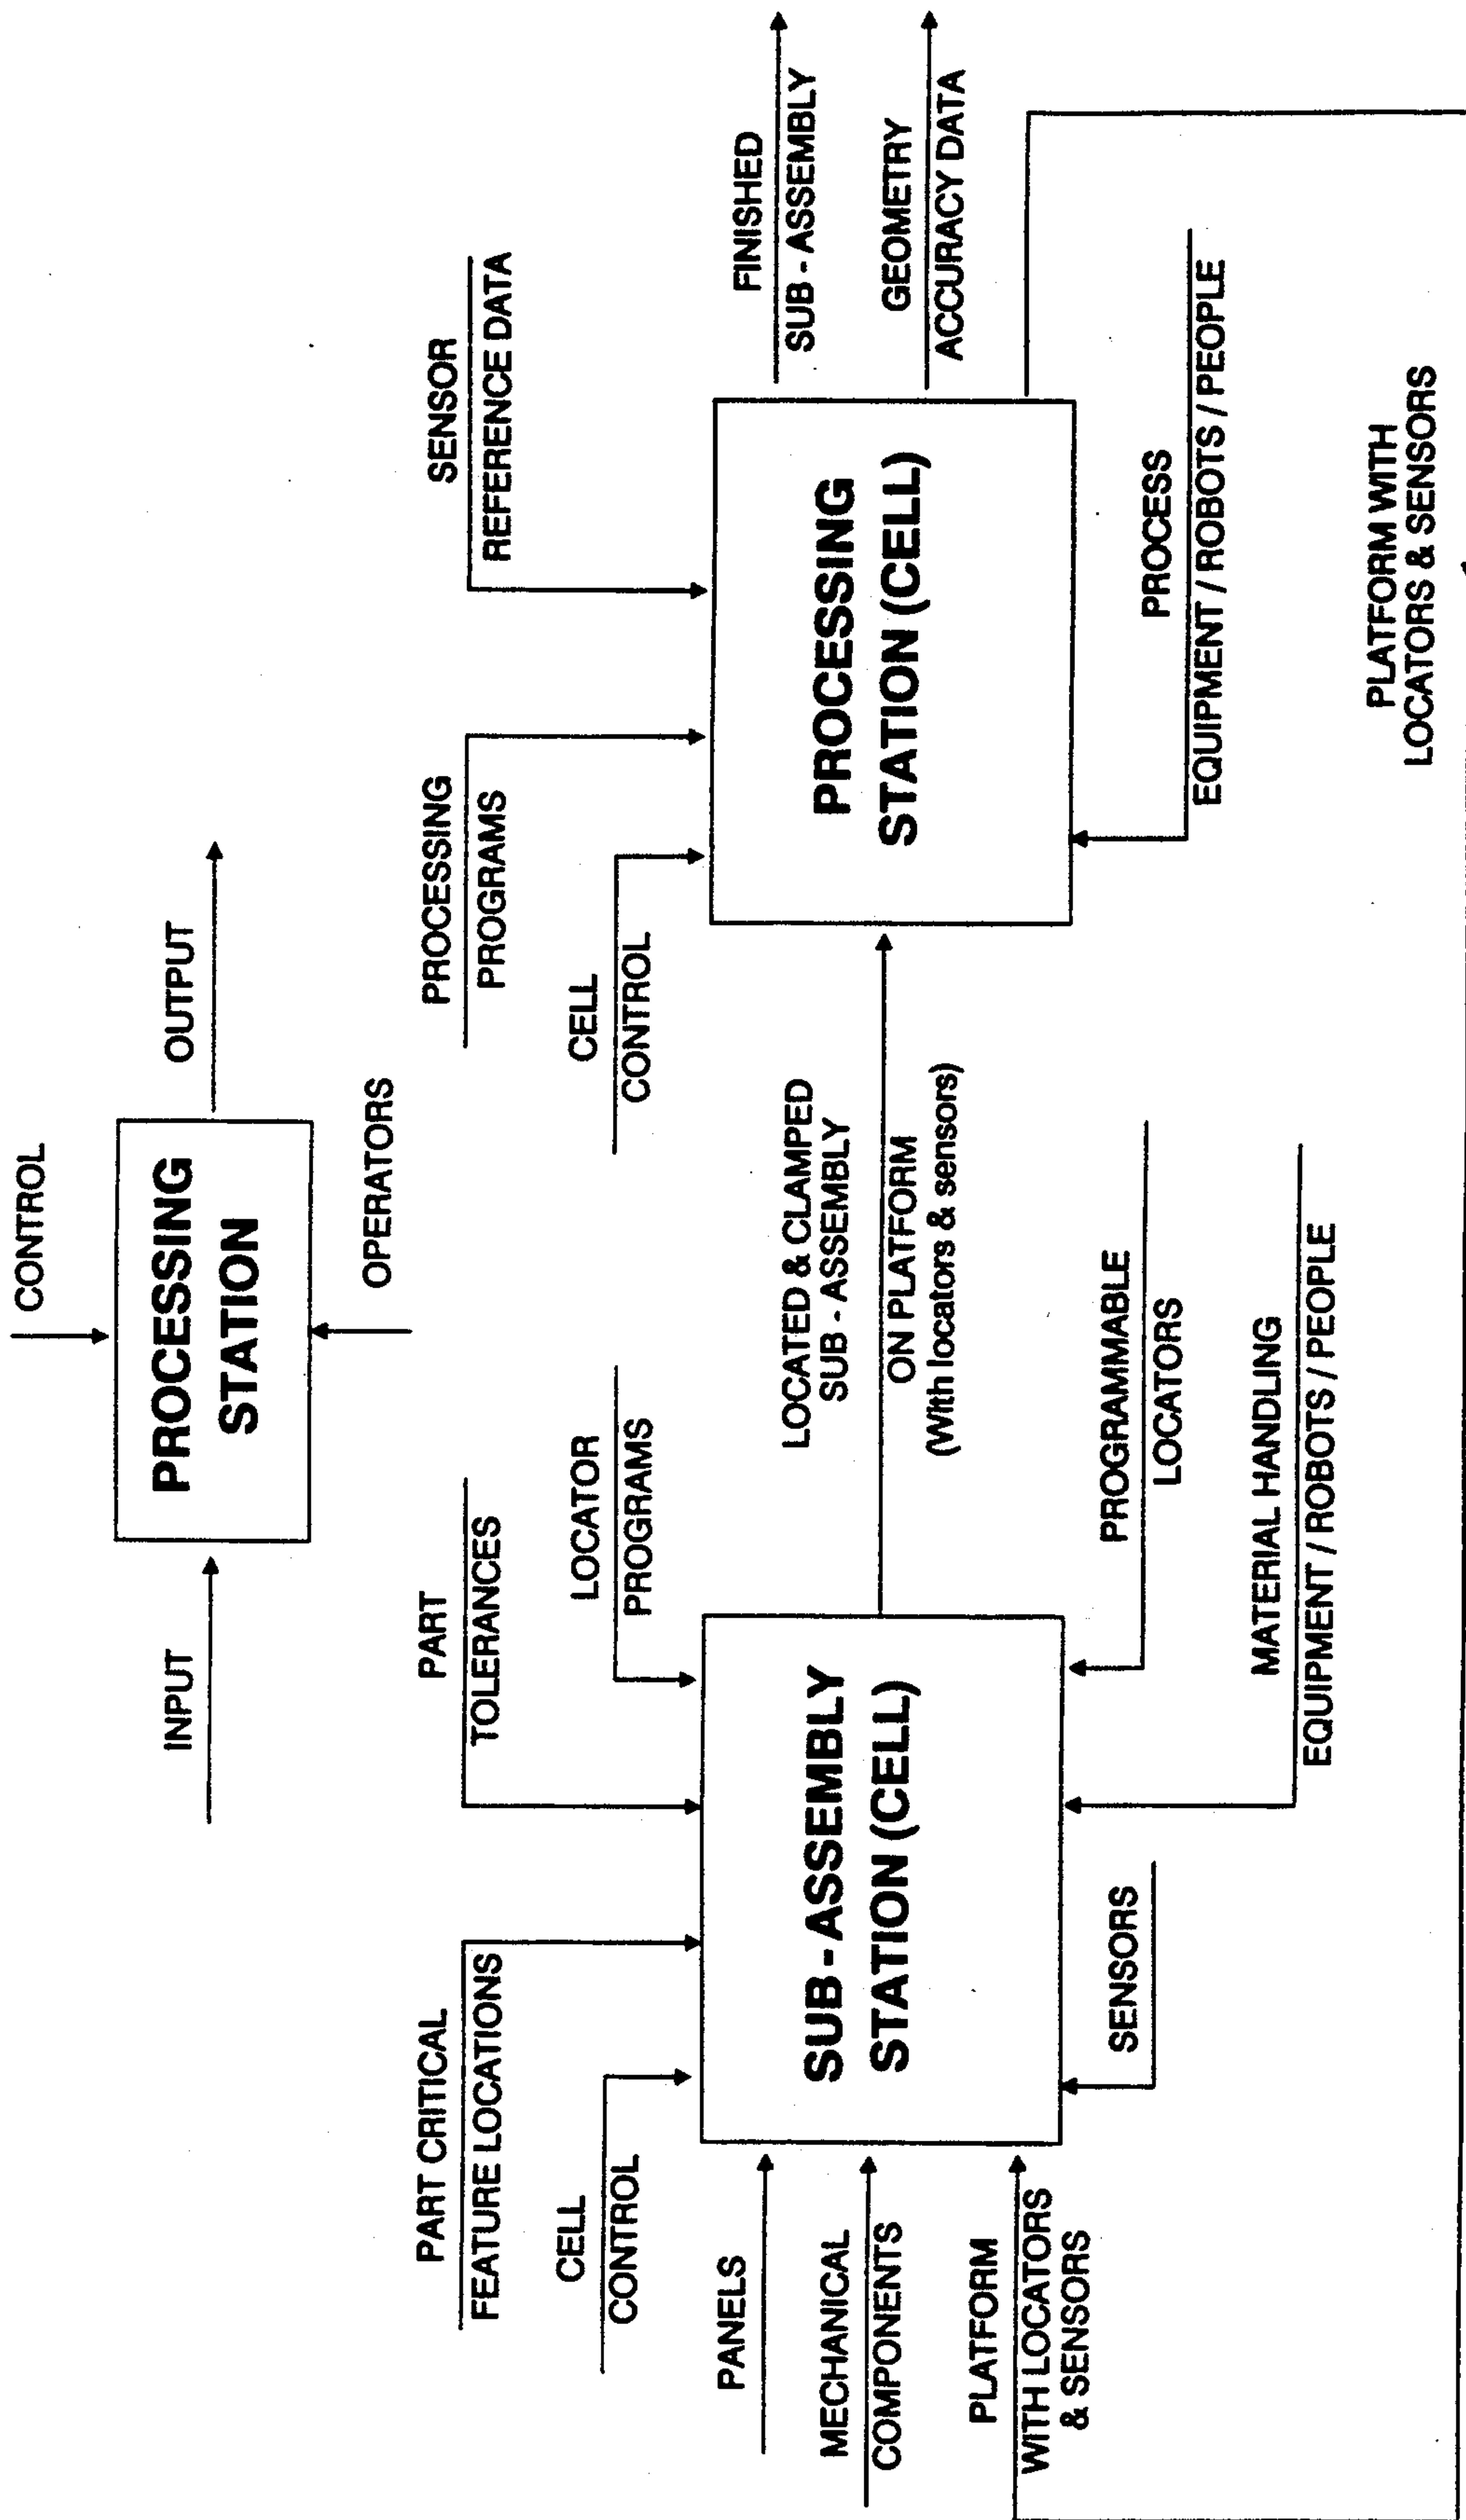 CONTROL
INPUT
PROCESSING
STATION
OUTPUT
OPERATORS
PART CRITICAL
FEATURE LOCATIONS
PART
TOLERANCES
CELL
CONTROL
LOCATOR
PROGRAMS
PANELS
MECHANICAL
COMPONENTS
PLATFORM
WITH LOCATORS
& SENSORS
SUB - ASSEMBLY
STATION (CELL)
SENSORS
PROGRAMMABLE
LOCATORS
MATERIAL HANDLING
EQUIPMENT / ROBOTS / PEOPLE
LOCATED & CLAMPED
SUB - ASSEMBLY
ON PLATFORM
(With locators & sensors)
PROCESSING
PROGRAMS
SENSOR
REFERENCE DATA
CELL
CONTROL
PROCESSING
STATION (CELL)
FINISHED
SUB - ASSEMBLY
GEOMETRY
ACCURACY DATA
PROCESS
EQUIPMENT / ROBOTS / PEOPLE
PLATFORM WITH
LOCATORS & SENSORS